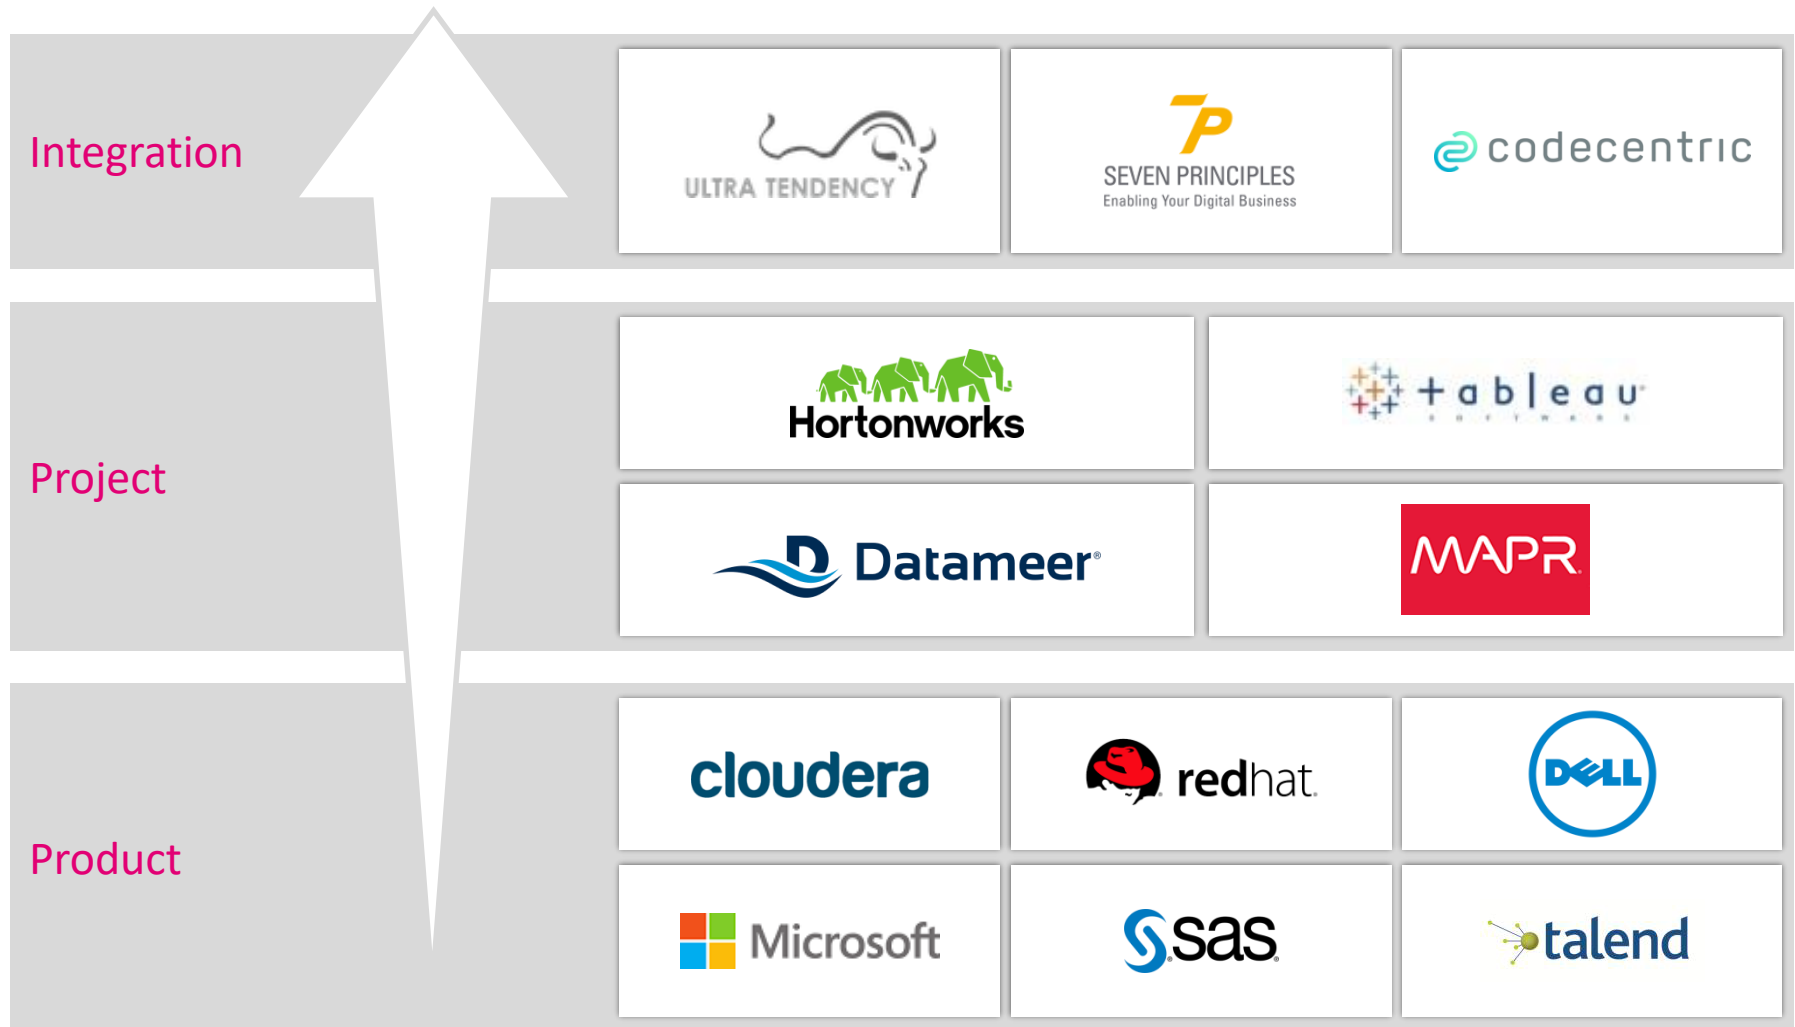 Integration
ULTRA TENDENCY
7P
SEVEN PRINCIPLES
Enabling Your Digital Business
codecentric
Project
Hortonworks
+ableau
SOFTWARE
Datameer®
MAPR
Product
cloudera
redhat.
DELL
Microsoft
sas
talend